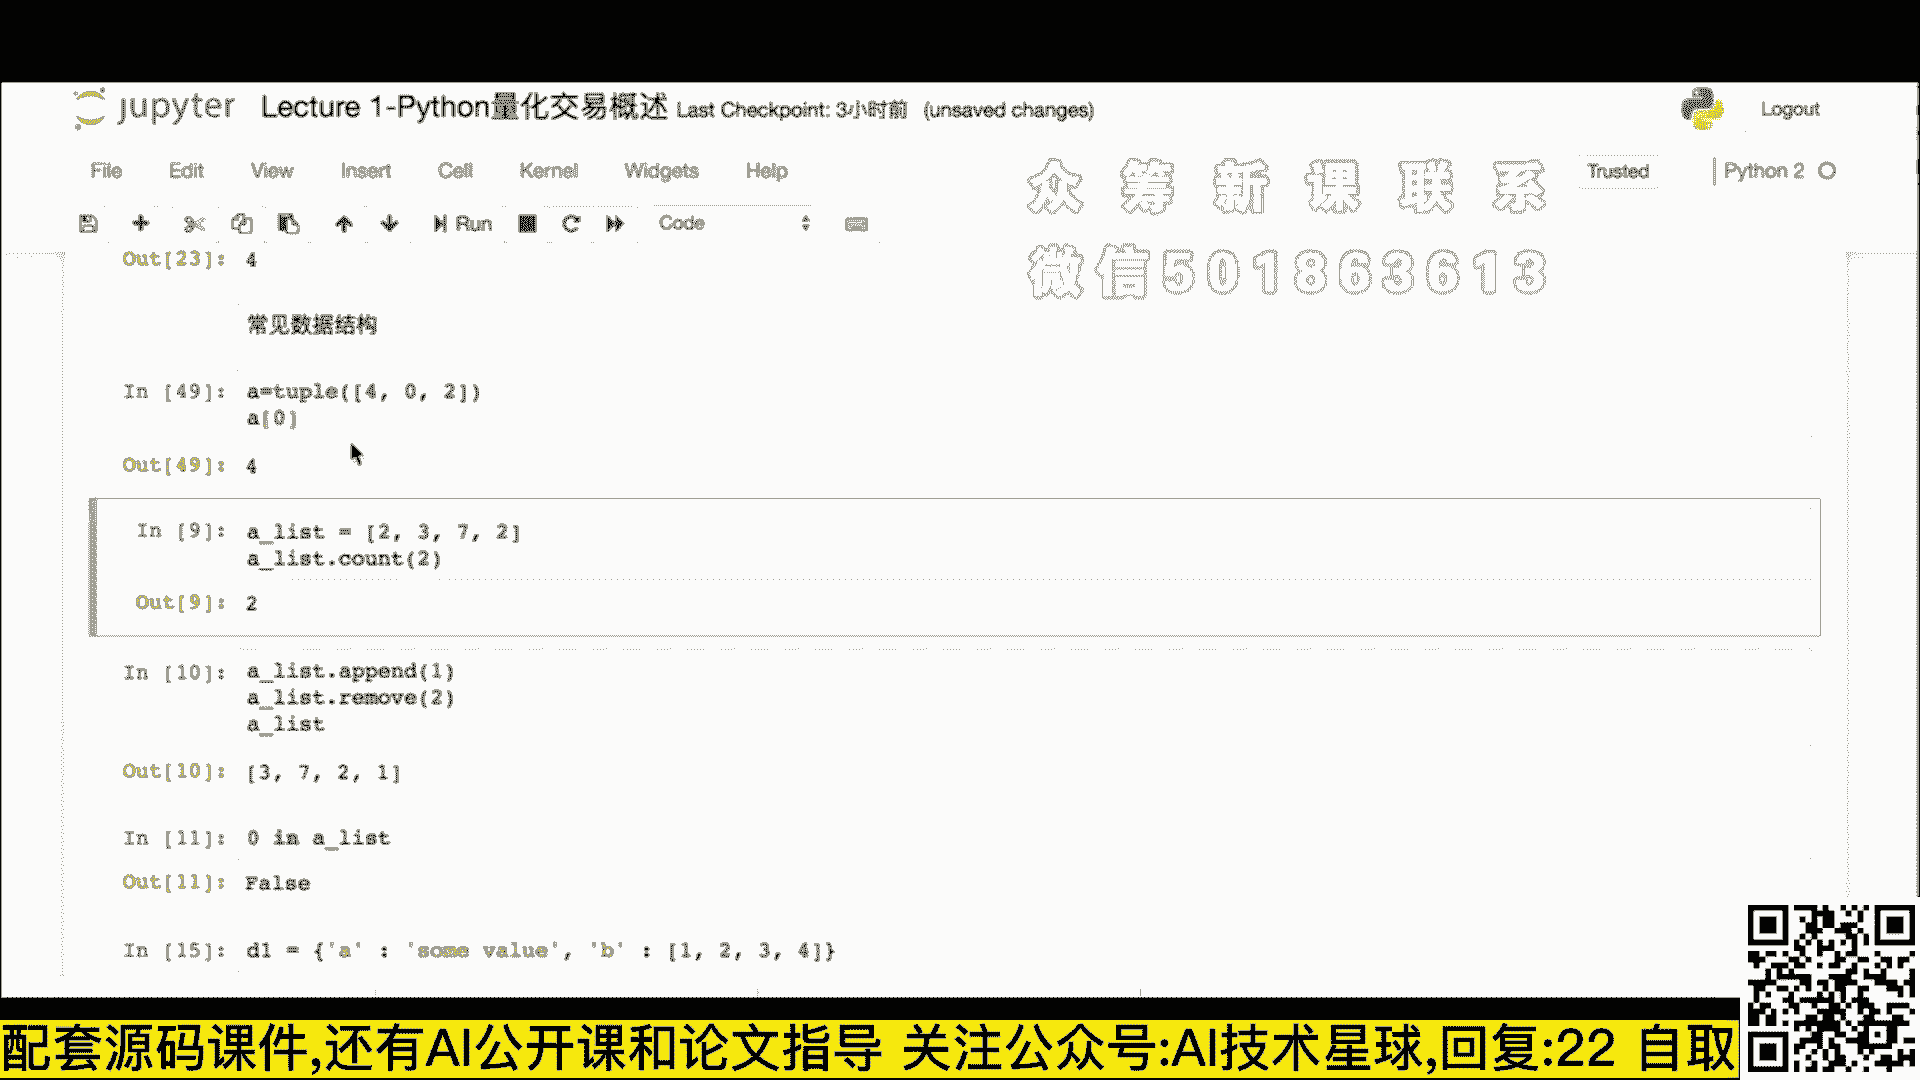 jupyter Lecture 1-Python量化交易概述 Last Checkpoint: 3小时前 (unsaved changes) Logout
File Edit View Insert Cell Kernel Widgets Help Trusted Python 2
众筹新课联系
Run Code
微信501863613
Out[23]: 4
常见数据结构
In [49]: a=tuple([4, 0, 2])
a[0]
Out[49]: 4
In [9]: a_list = [2, 3, 7, 2]
a_list.count(2)
Out[9]: 2
In [10]: a_list.append(1)
a_list.remove(2)
a_list
Out[10]: [3, 7, 2, 1]
In [11]: 0 in a_list
Out[11]: False
In [15]: d1 = {'a' : 'some value', 'b' : [1, 2, 3, 4]}
配套源码课件,还有AI公开课和论文指导 关注公众号:AI技术星球,回复:22 自取